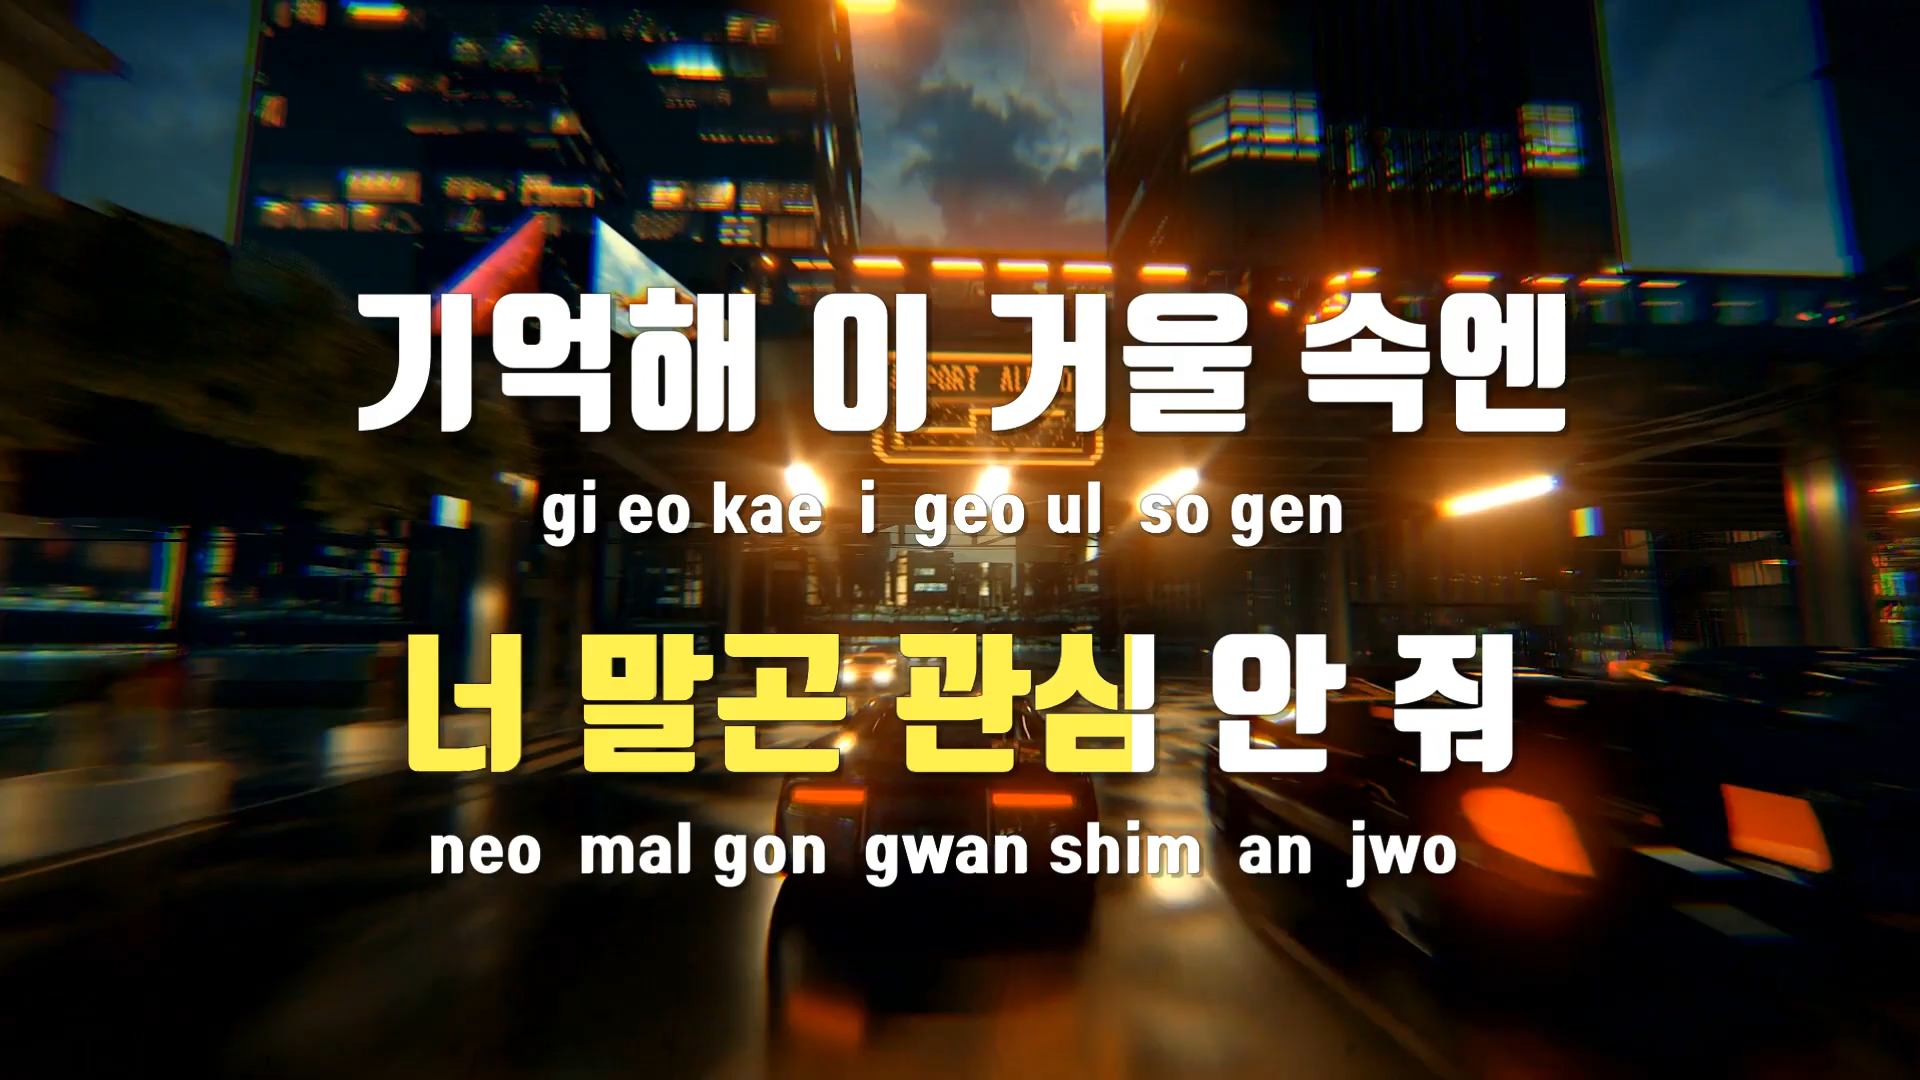 기억해 이 거울 속엔
gi eo kae i geo ul so gen
너 말곤 관심 안 줘
neo mal gon gwan shim an jwo